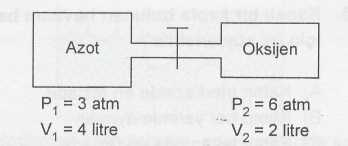 Azot
Oksijen
P₁ = 3 atm
P₂ = 6 atm
V₁ = 4 litre
V₂ = 2 litre